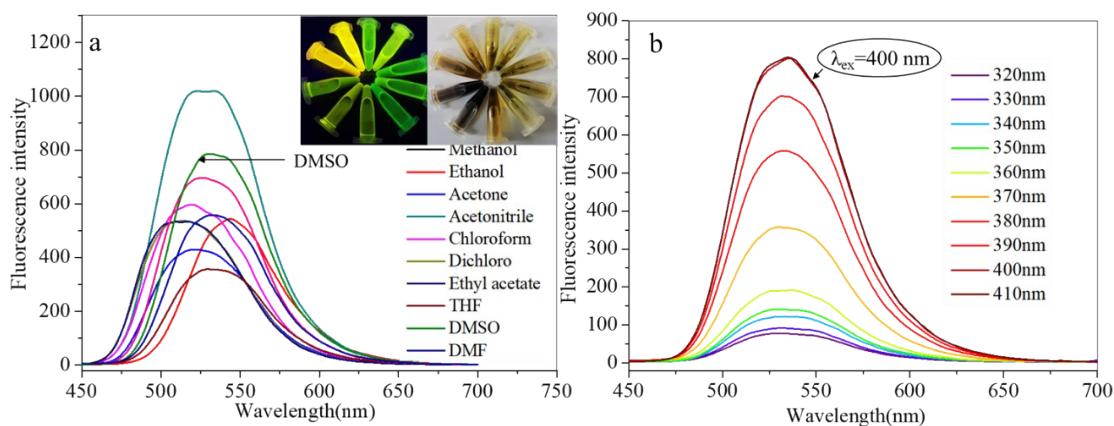 a
1200
1000
800
600
400
200
0
Fluorescence intensity
450 500 550 600 650 700 750
Wavelength(nm)
DMSO
Methanol
Ethanol
Acetone
Acetonitrile
Chloroform
Dichloro
Ethyl acetate
THF
DMSO
DMF
b
900
800
700
600
500
400
300
200
100
0
Fluorescence intensity
450 500 550 600 650 700
Wavelength(nm)
λex=400 nm
320nm
330nm
340nm
350nm
360nm
370nm
380nm
390nm
400nm
410nm